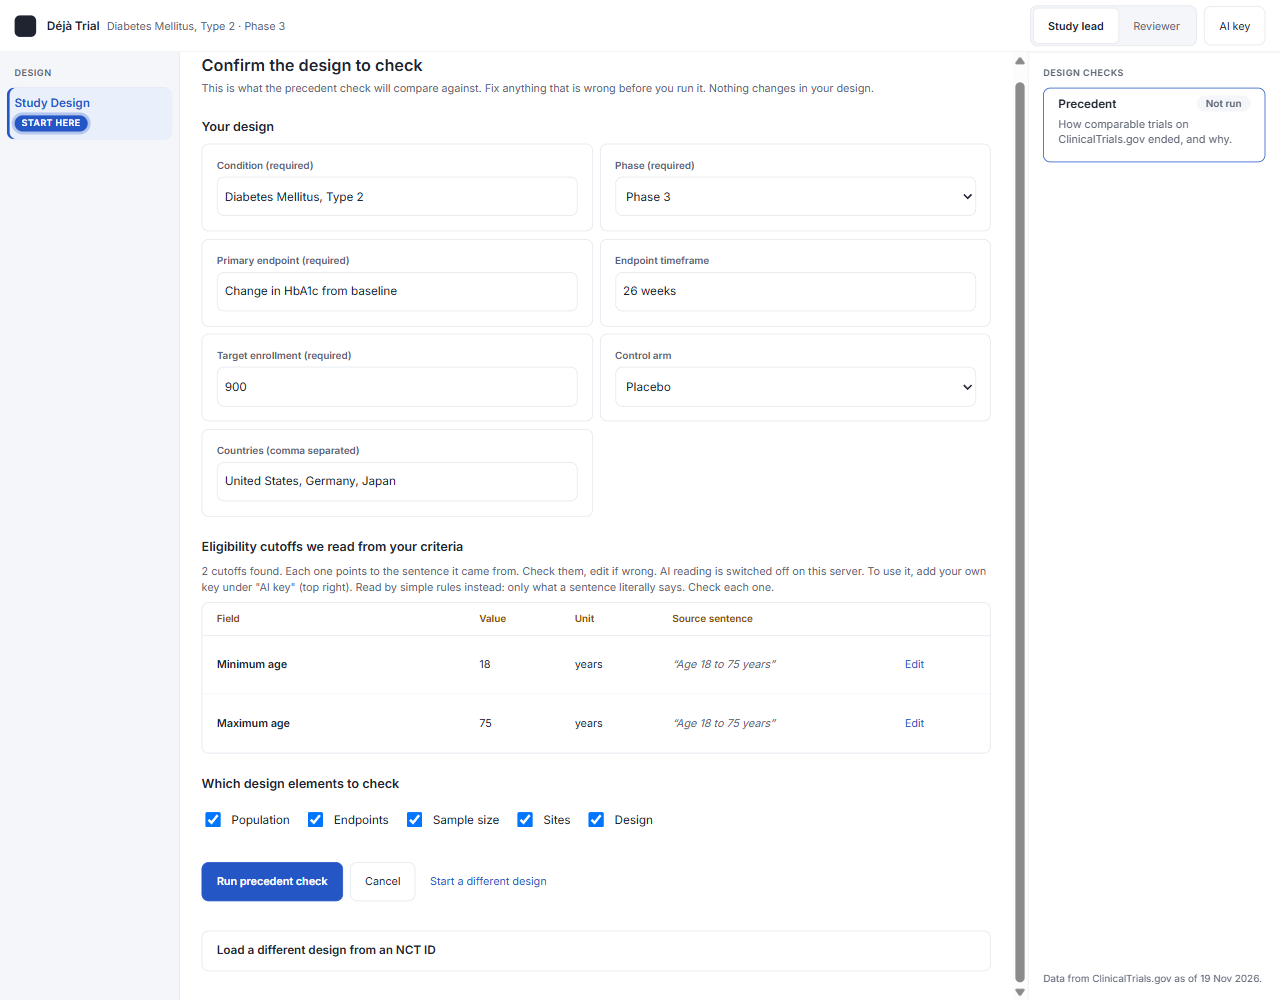 Déjà Trial Diabetes Mellitus, Type 2 · Phase 3
Study lead
Reviewer
AI key
DESIGN
Study Design
START HERE
Confirm the design to check
This is what the precedent check will compare against. Fix anything that is wrong before you run it. Nothing changes in your design.
Your design
Condition (required)
Diabetes Mellitus, Type 2
Phase (required)
Phase 3
Primary endpoint (required)
Change in HbA1c from baseline
Endpoint timeframe
26 weeks
Target enrollment (required)
900
Control arm
Placebo
Countries (comma separated)
United States, Germany, Japan
Eligibility cutoffs we read from your criteria
2 cutoffs found. Each one points to the sentence it came from. Check them, edit if wrong. AI reading is switched off on this server. To use it, add your own
key under "AI key" (top right). Read by simple rules instead: only what a sentence literally says. Check each one.
Field Value Unit Source sentence
Minimum age 18 years “Age 18 to 75 years” Edit
Maximum age 75 years “Age 18 to 75 years” Edit
Which design elements to check
Population Endpoints Sample size Sites Design
Run precedent check Cancel Start a different design
Load a different design from an NCT ID
DESIGN CHECKS
Precedent Not run
How comparable trials on
ClinicalTrials.gov ended, and why.
Data from ClinicalTrials.gov as of 19 Nov 2026.